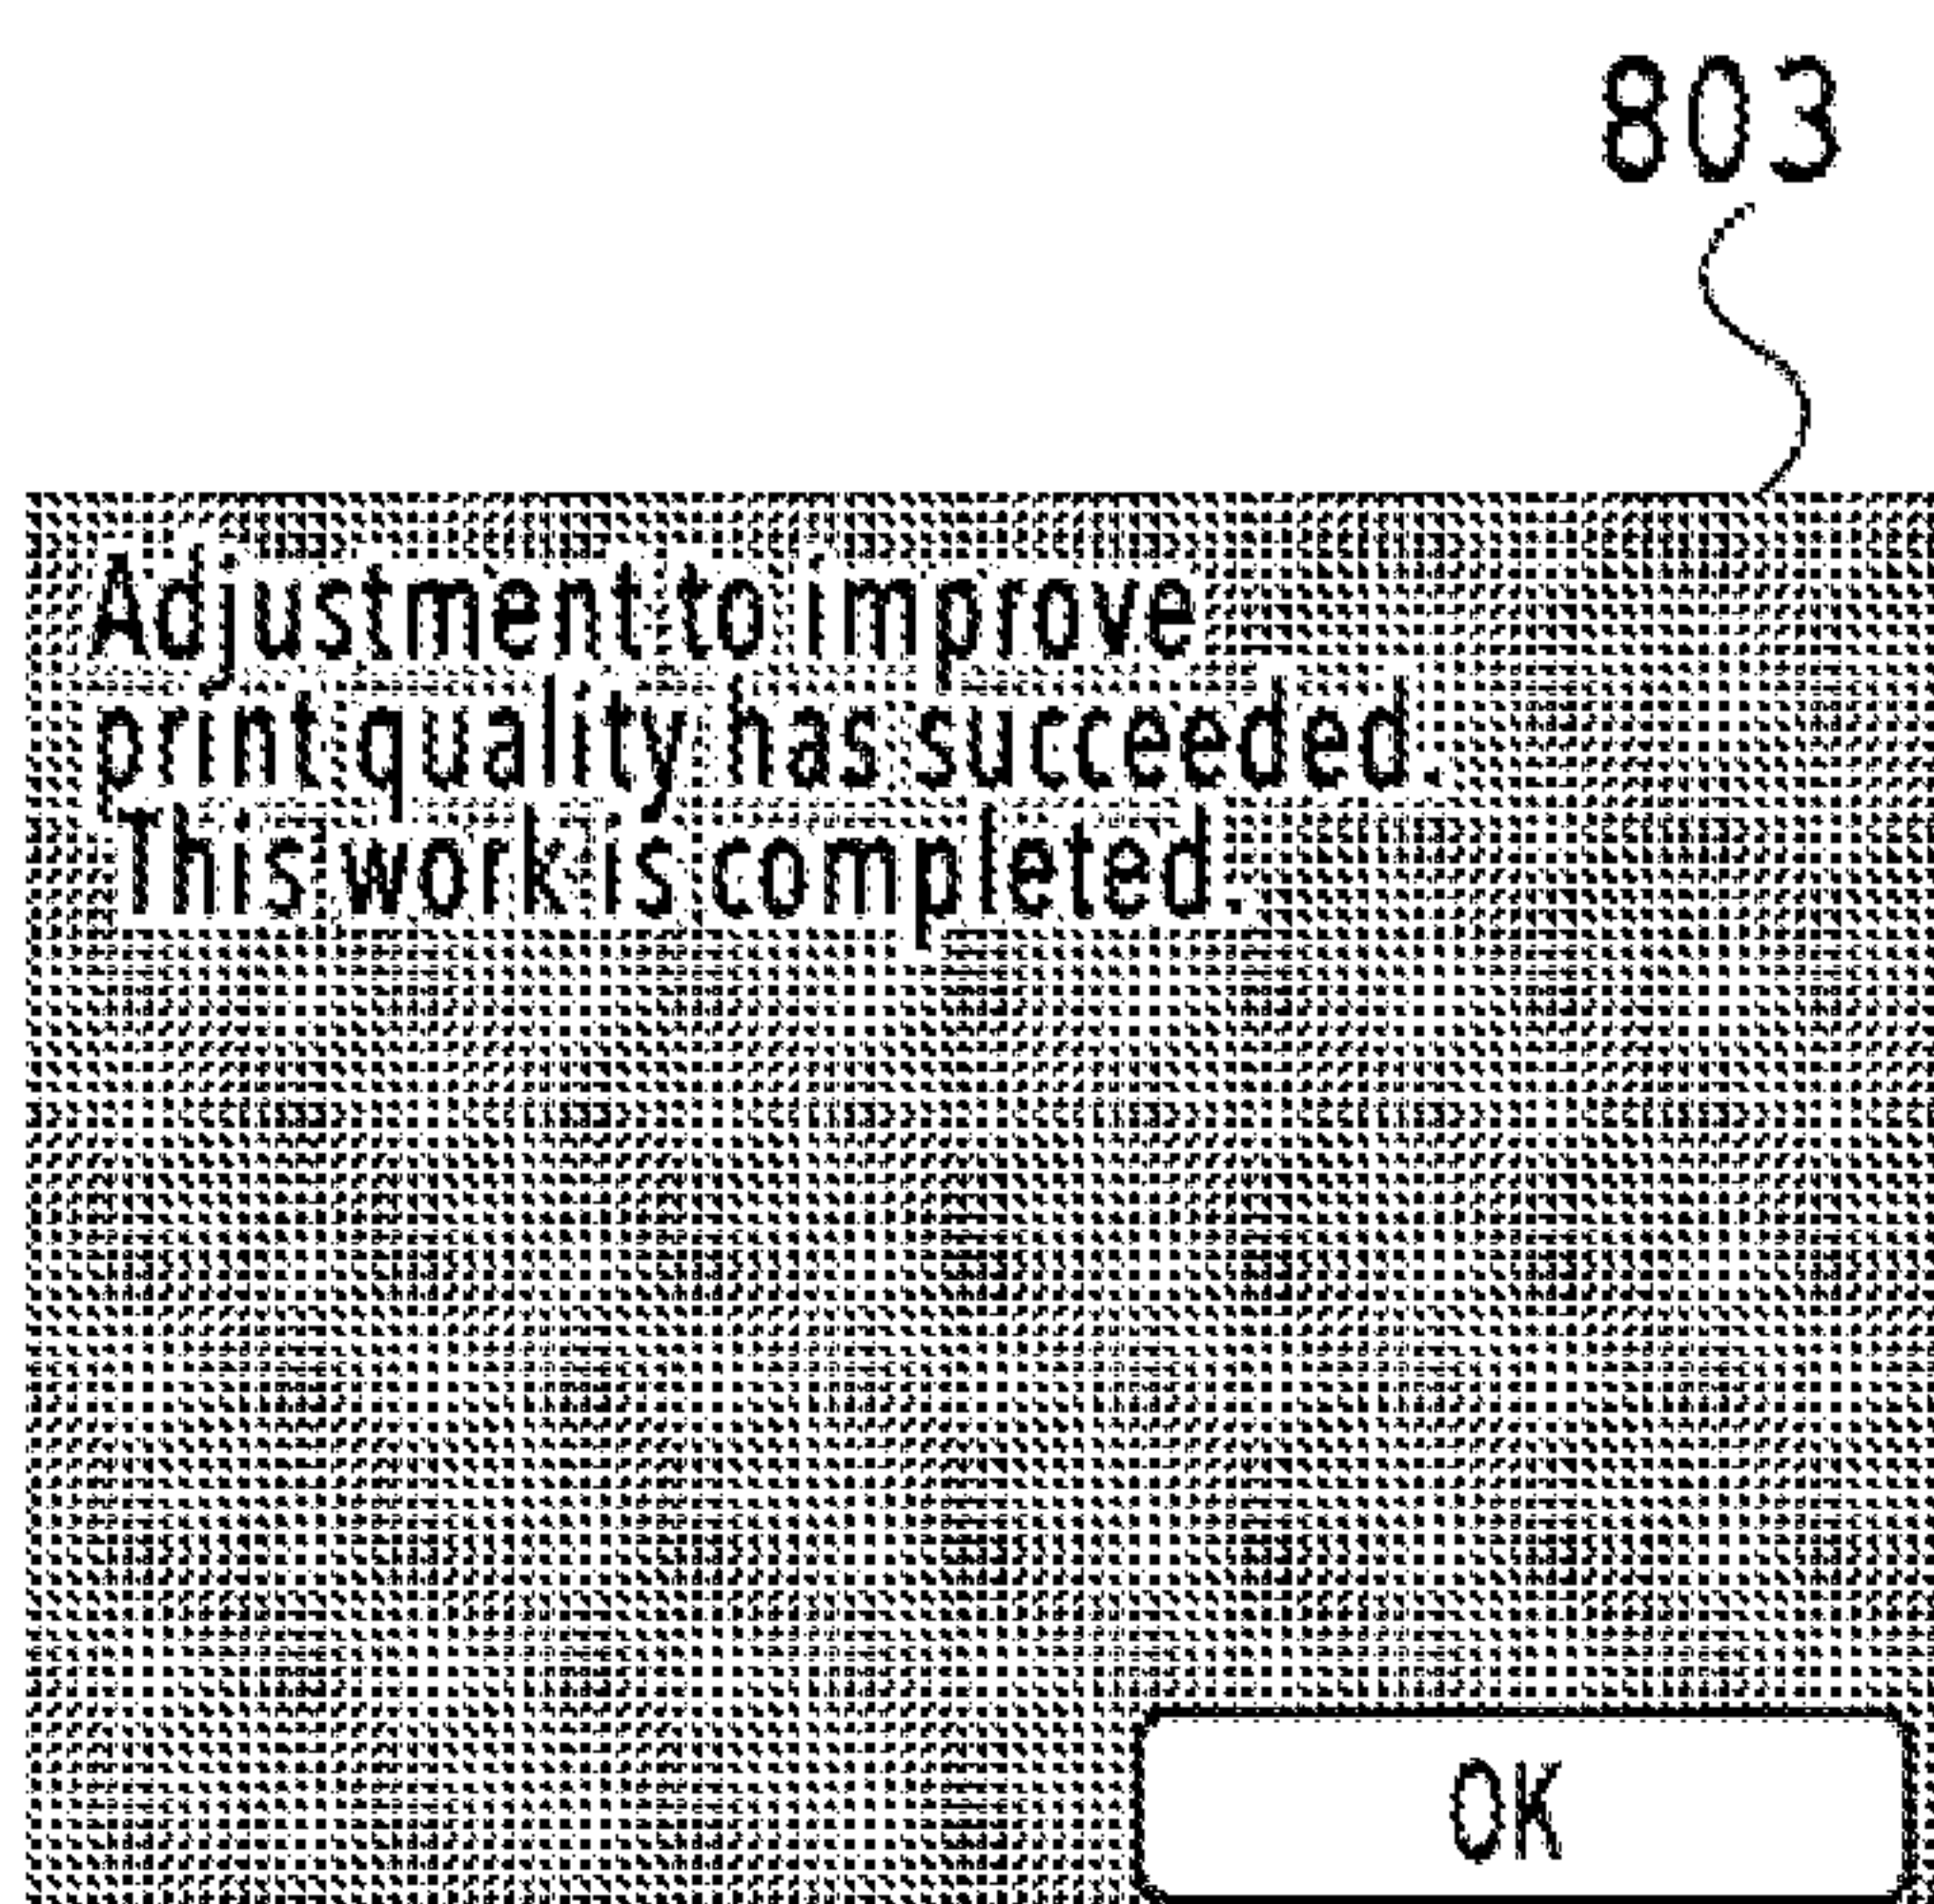 803
Adjustment to improve
print quality has succeeded.
This work is completed.
OK